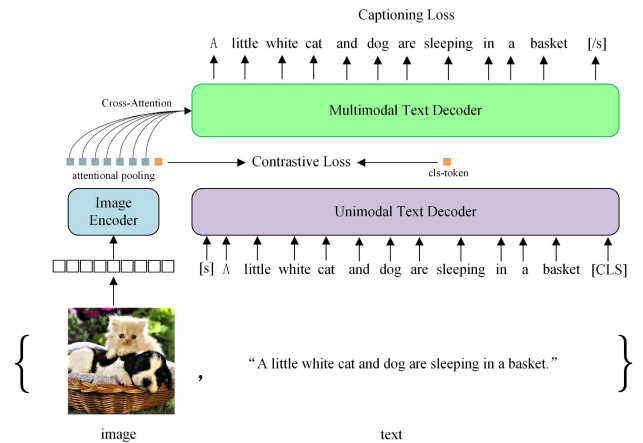 Captioning Loss
A little white cat and dog are sleeping in a basket [/s]
Cross-Attention
Multimodal Text Decoder
Contrastive Loss
attentional pooling
cls-token
Image
Encoder
Unimodal Text Decoder
[s] A little white cat and dog are sleeping in a basket [CLS]
{ , “A little white cat and dog are sleeping in a basket.” }
image text